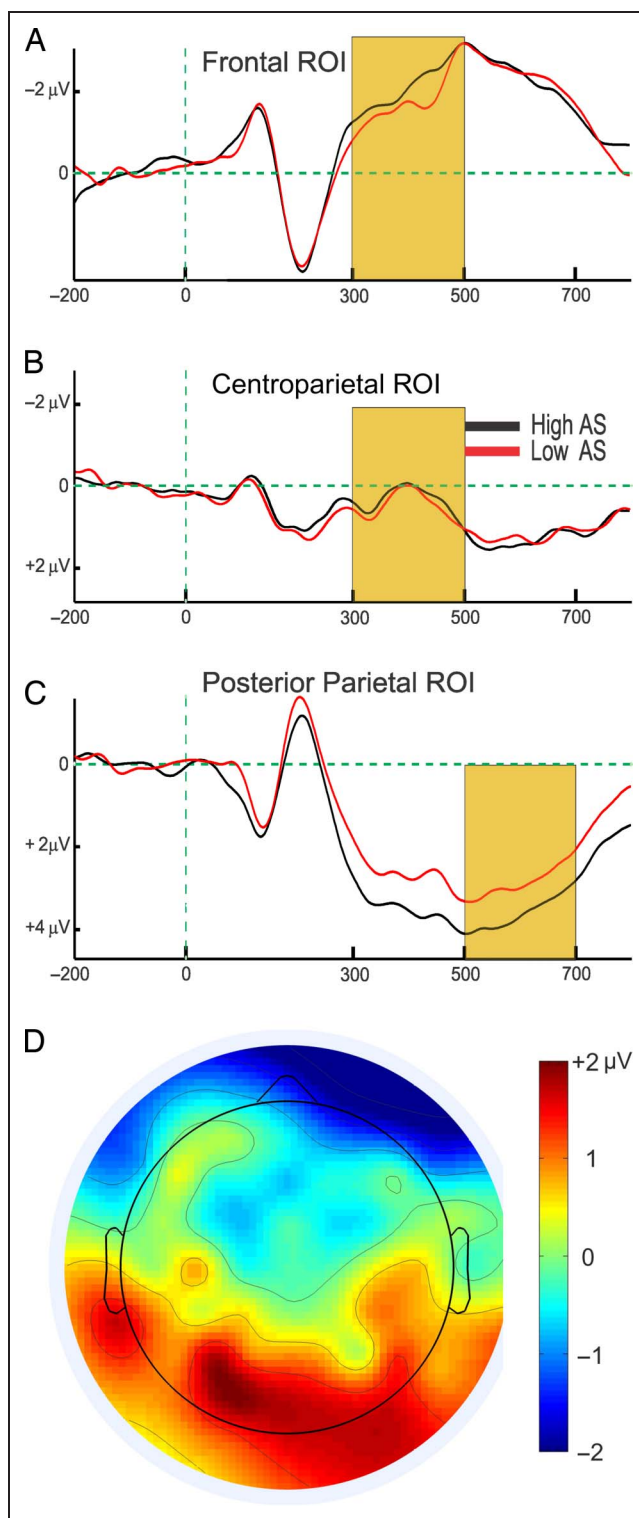 A
Frontal ROI
−2 µV
0
−200 0 300 500 700
B
Centroparietal ROI
−2 µV
High AS
Low AS
0
+2 µV
−200 0 300 500 700
C
Posterior Parietal ROI
0
+2µV
+4 µV
−200 0 300 500 700
D
+2 µV
1
0
−1
−2